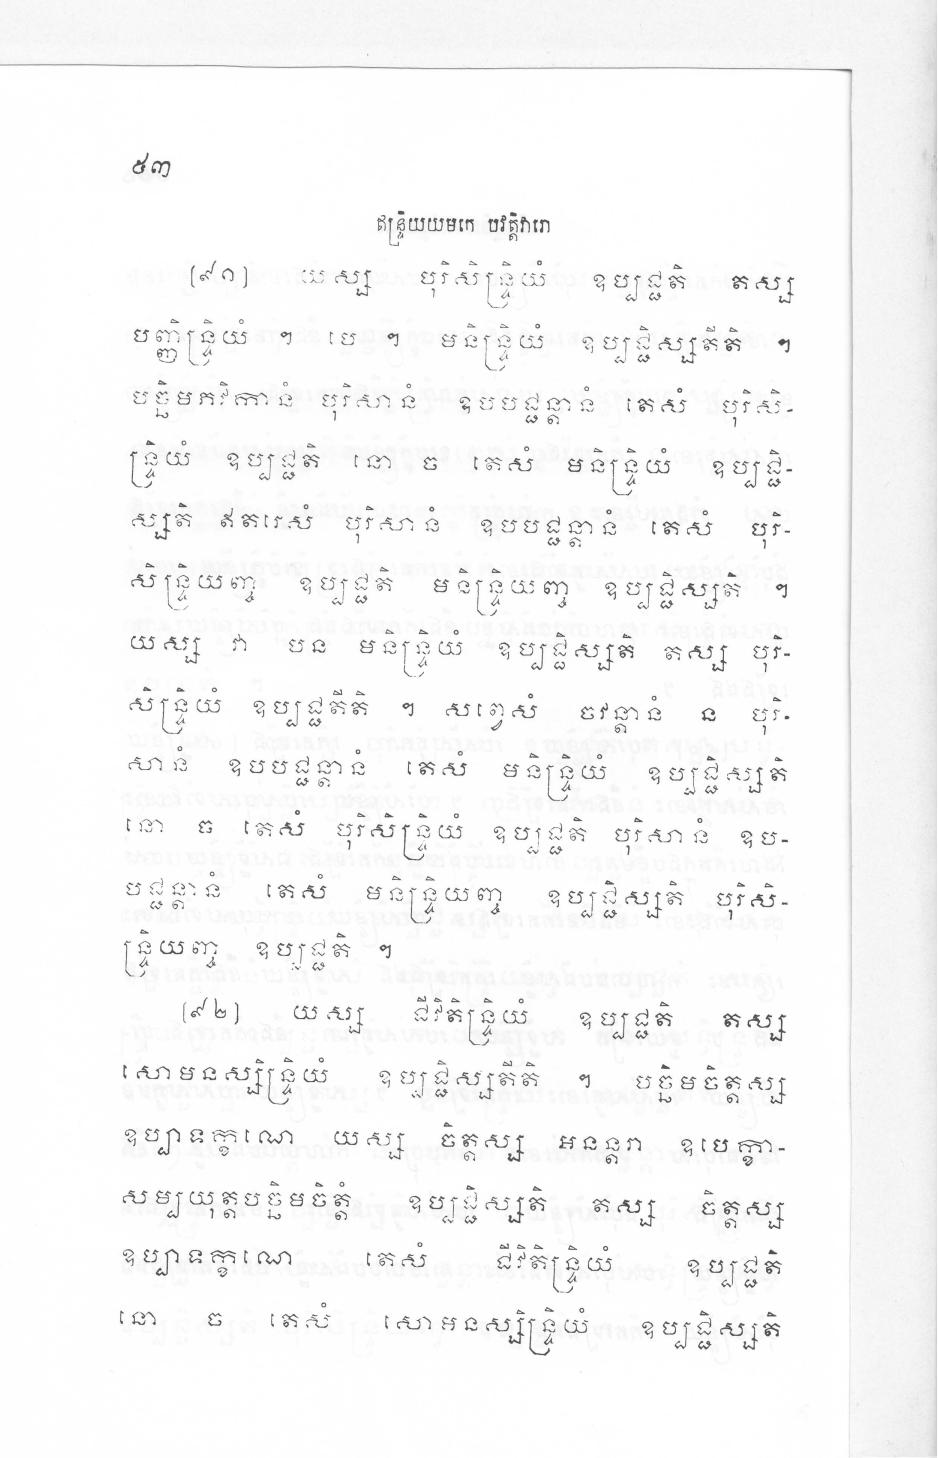 ៥៣
ឥន្ទ្រិយយមកេ បវត្តិវារោ
(៩១) យស្ស បុរិសិន្ទ្រិយំ ឧប្បជ្ជតិ តស្ស
បញ្ញិន្ទ្រិយំ ។ បេ ។ មនិន្ទ្រិយំ ឧប្បជ្ជិស្សតីតិ ។
បច្ឆិមភវិកានំ បុរិសានំ ឧបបជ្ជន្តានំ តេសំ បុរិសិ-
ន្ទ្រិយំ ឧប្បជ្ជតិ នោ ច តេសំ មនិន្ទ្រិយំ ឧប្បជ្ជិ-
ស្សតិ ឥតរេសំ បុរិសានំ ឧបបជ្ជន្តានំ តេសំ បុរិ-
សិន្ទ្រិយញ្ច ឧប្បជ្ជតិ មនិន្ទ្រិយញ្ច ឧប្បជ្ជិស្សតិ ។
យស្ស វា បន មនិន្ទ្រិយំ ឧប្បជ្ជិស្សតិ តស្ស បុរិ-
សិន្ទ្រិយំ ឧប្បជ្ជតីតិ ។ សព្វេសំ ចវន្តានំ ន បុរិ-
សានំ ឧបបជ្ជន្តានំ តេសំ មនិន្ទ្រិយំ ឧប្បជ្ជិស្សតិ
នោ ច តេសំ បុរិសិន្ទ្រិយំ ឧប្បជ្ជតិ បុរិសានំ ឧប-
បជ្ជន្តានំ តេសំ មនិន្ទ្រិយញ្ច ឧប្បជ្ជិស្សតិ បុរិសិ-
ន្ទ្រិយញ្ច ឧប្បជ្ជតិ ។
(៩២) យស្ស ជីវិតិន្ទ្រិយំ ឧប្បជ្ជតិ តស្ស
សោមនស្សិន្ទ្រិយំ ឧប្បជ្ជិស្សតីតិ ។ បច្ឆិមចិត្តស្ស
ឧប្បាទក្ខណេ យស្ស ចិត្តស្ស អនន្តរា ឧបេក្ខា-
សម្បយុត្តបច្ឆិមចិត្តំ ឧប្បជ្ជិស្សតិ តស្ស ចិត្តស្ស
ឧប្បាទក្ខណេ តេសំ ជីវិតិន្ទ្រិយំ ឧប្បជ្ជតិ
នោ ច តេសំ សោមនស្សិន្ទ្រិយំ ឧប្បជ្ជិស្សតិ